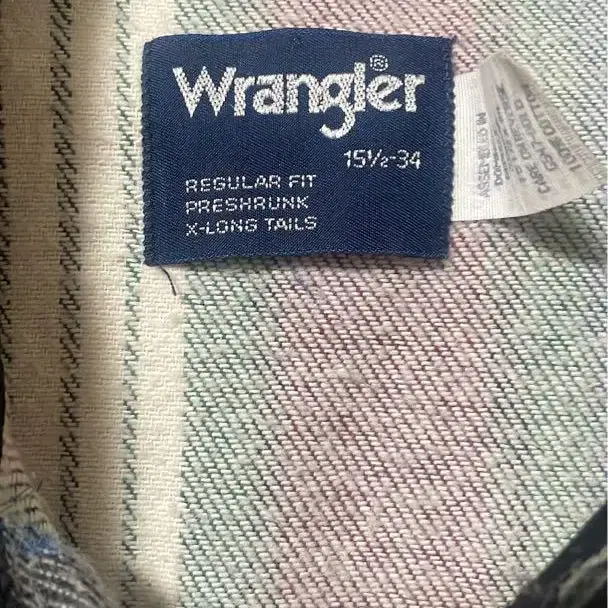 Wrangler®
15½-34
REGULAR FIT
PRESHRUNK
X-LONG TAILS